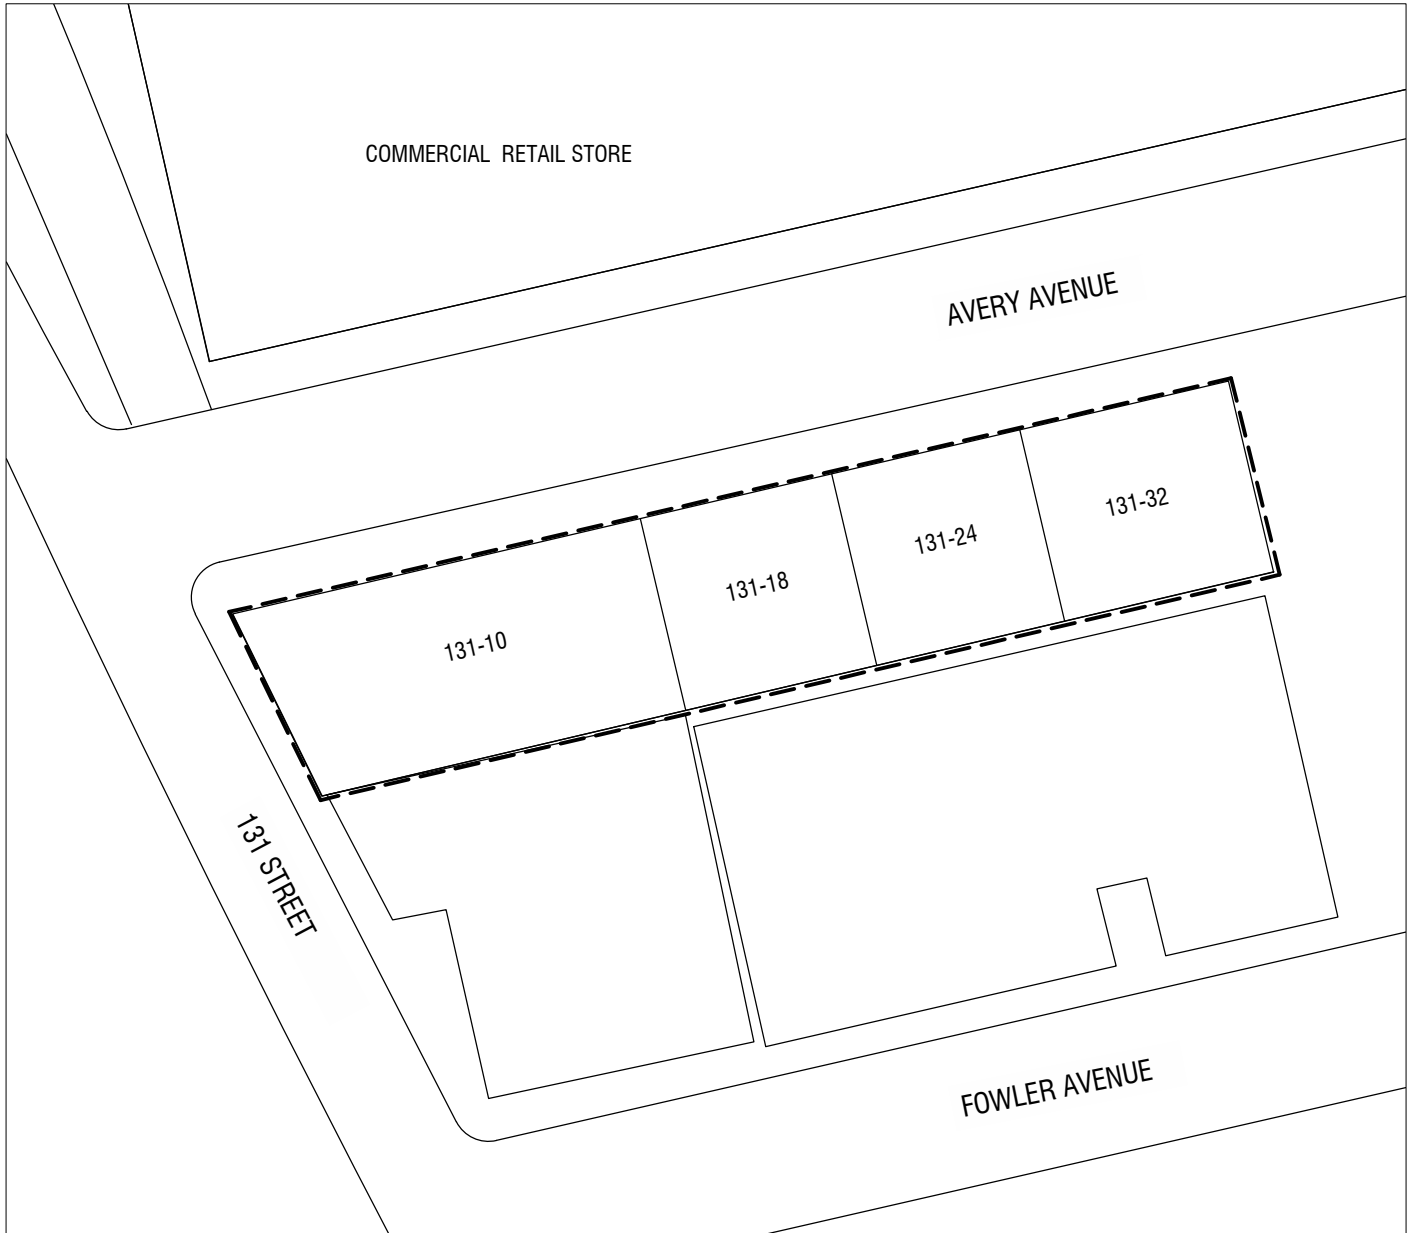 COMMERCIAL RETAIL STORE
AVERY AVENUE
131-32
131-24
131-18
131-10
131 STREET
FOWLER AVENUE